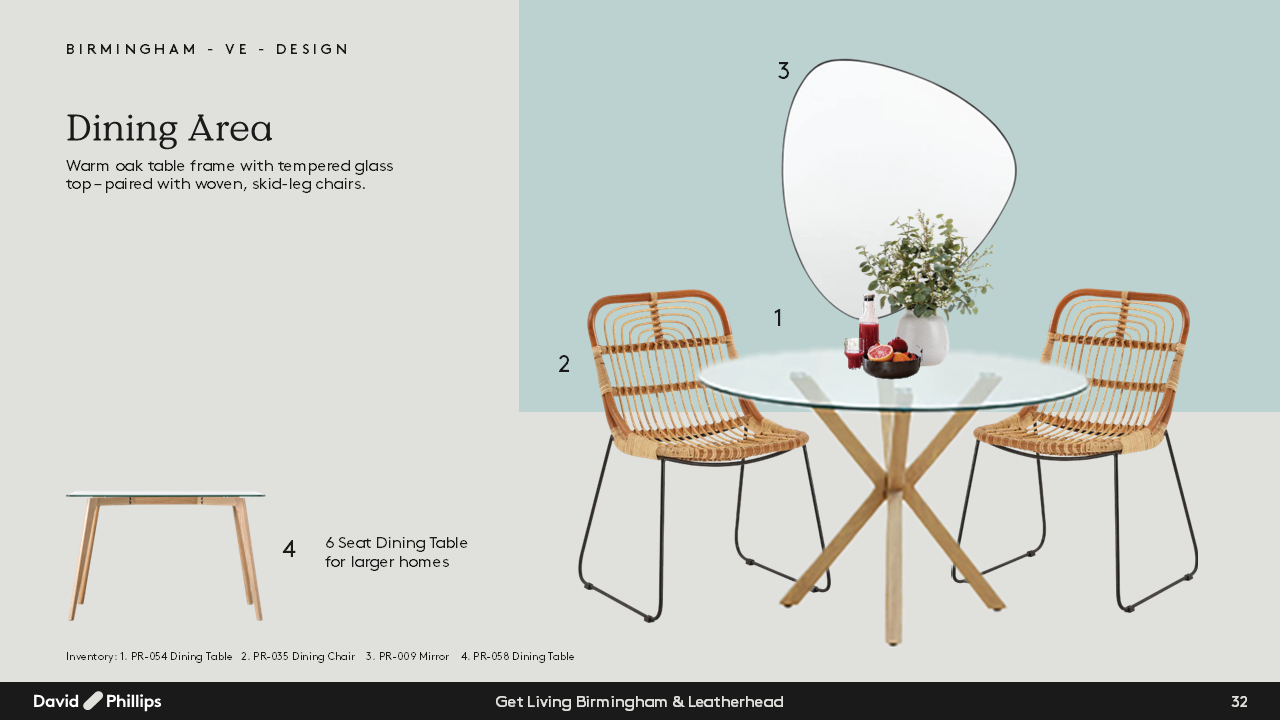 BIRMINGHAM - VE - DESIGN
Dining Area
Warm oak table frame with tempered glass
top – paired with woven, skid-leg chairs.
3
1
2
4
6 Seat Dining Table
for larger homes
Inventory: 1. PR-054 Dining Table 2. PR-035 Dining Chair 3. PR-009 Mirror 4. PR-058 Dining Table
David Phillips
Get Living Birmingham & Leatherhead
32